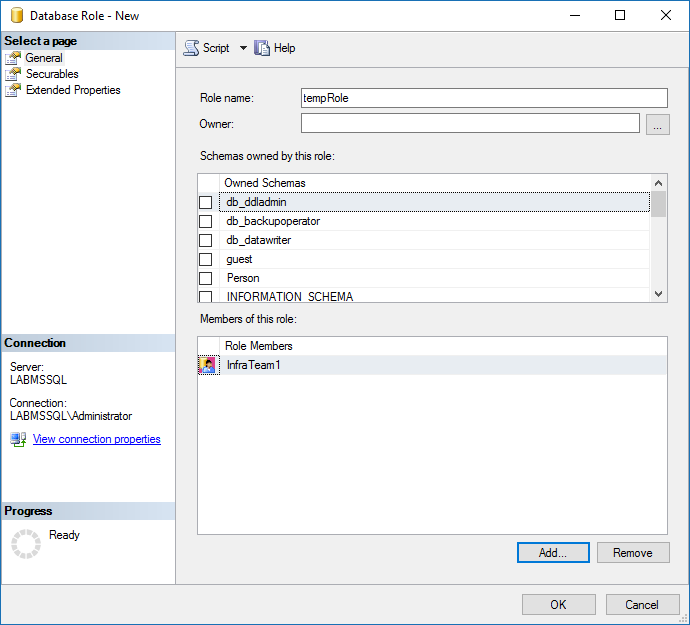 Database Role - New
Select a page
General
Securables
Extended Properties
Script
Help
Role name:
tempRole
Owner:
...
Schemas owned by this role:
Owned Schemas
db_ddladmin
db_backupoperator
db_datawriter
guest
Person
INFORMATION_SCHEMA
Members of this role:
Role Members
InfraTeam1
Add...
Remove
Connection
Server:
LABMSSQL
Connection:
LABMSSQL\Administrator
View connection properties
Progress
Ready
OK
Cancel